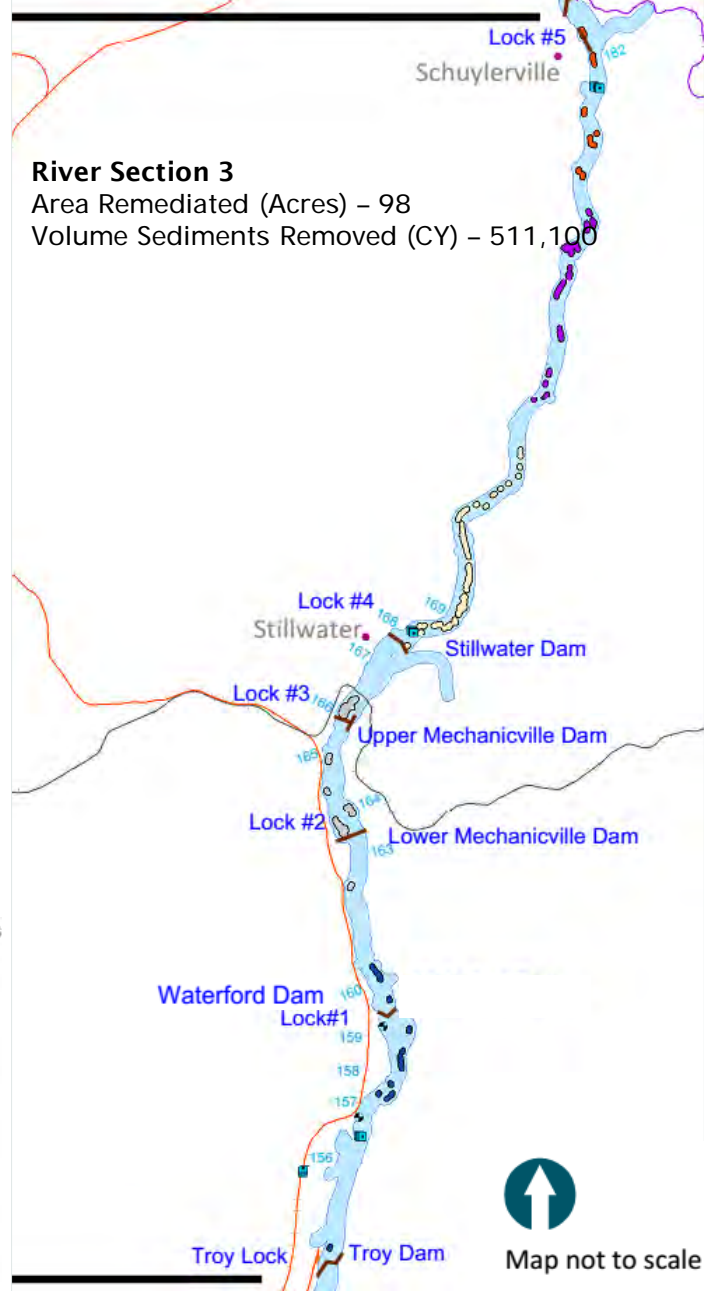 Lock #5
182
Schuylerville
River Section 3
Area Remediated (Acres) – 98
Volume Sediments Removed (CY) – 511,100
Lock #4
168
169
Stillwater
167
Stillwater Dam
Lock #3
166
Upper Mechanicville Dam
165
164
Lock #2
Lower Mechanicville Dam
163
160
Waterford Dam
Lock#1
159
158
157
156
Troy Lock
Troy Dam
Map not to scale